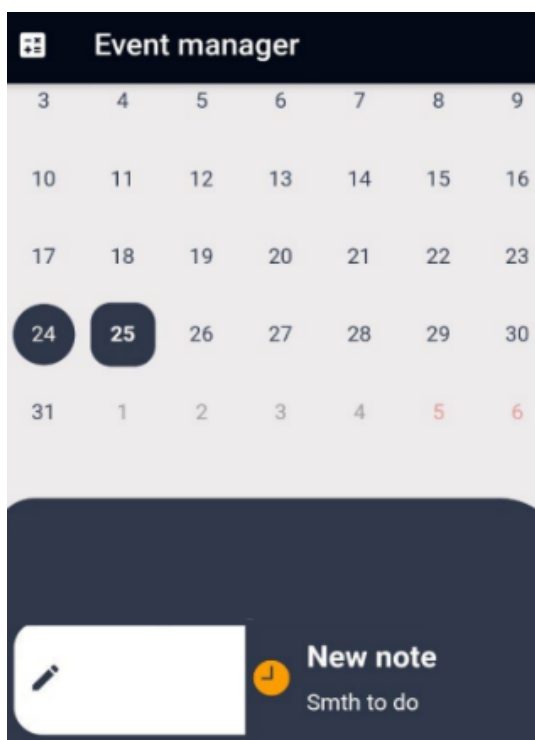 Event manager
3 4 5 6 7 8 9
10 11 12 13 14 15 16
17 18 19 20 21 22 23
24 25 26 27 28 29 30
31 1 2 3 4 5 6
New note
Smth to do